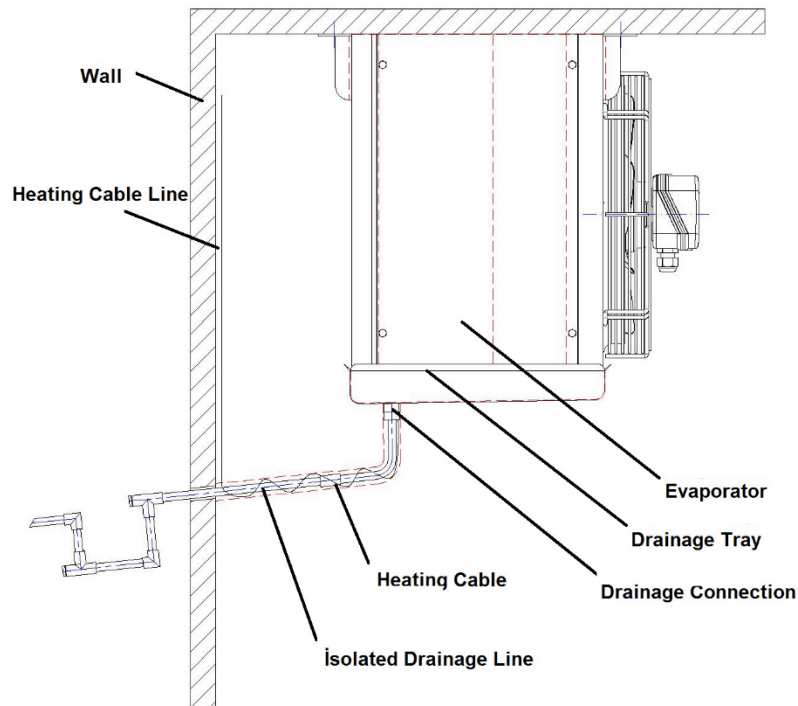 Wall
Heating Cable Line
Evaporator
Drainage Tray
Heating Cable
Drainage Connection
İsolated Drainage Line